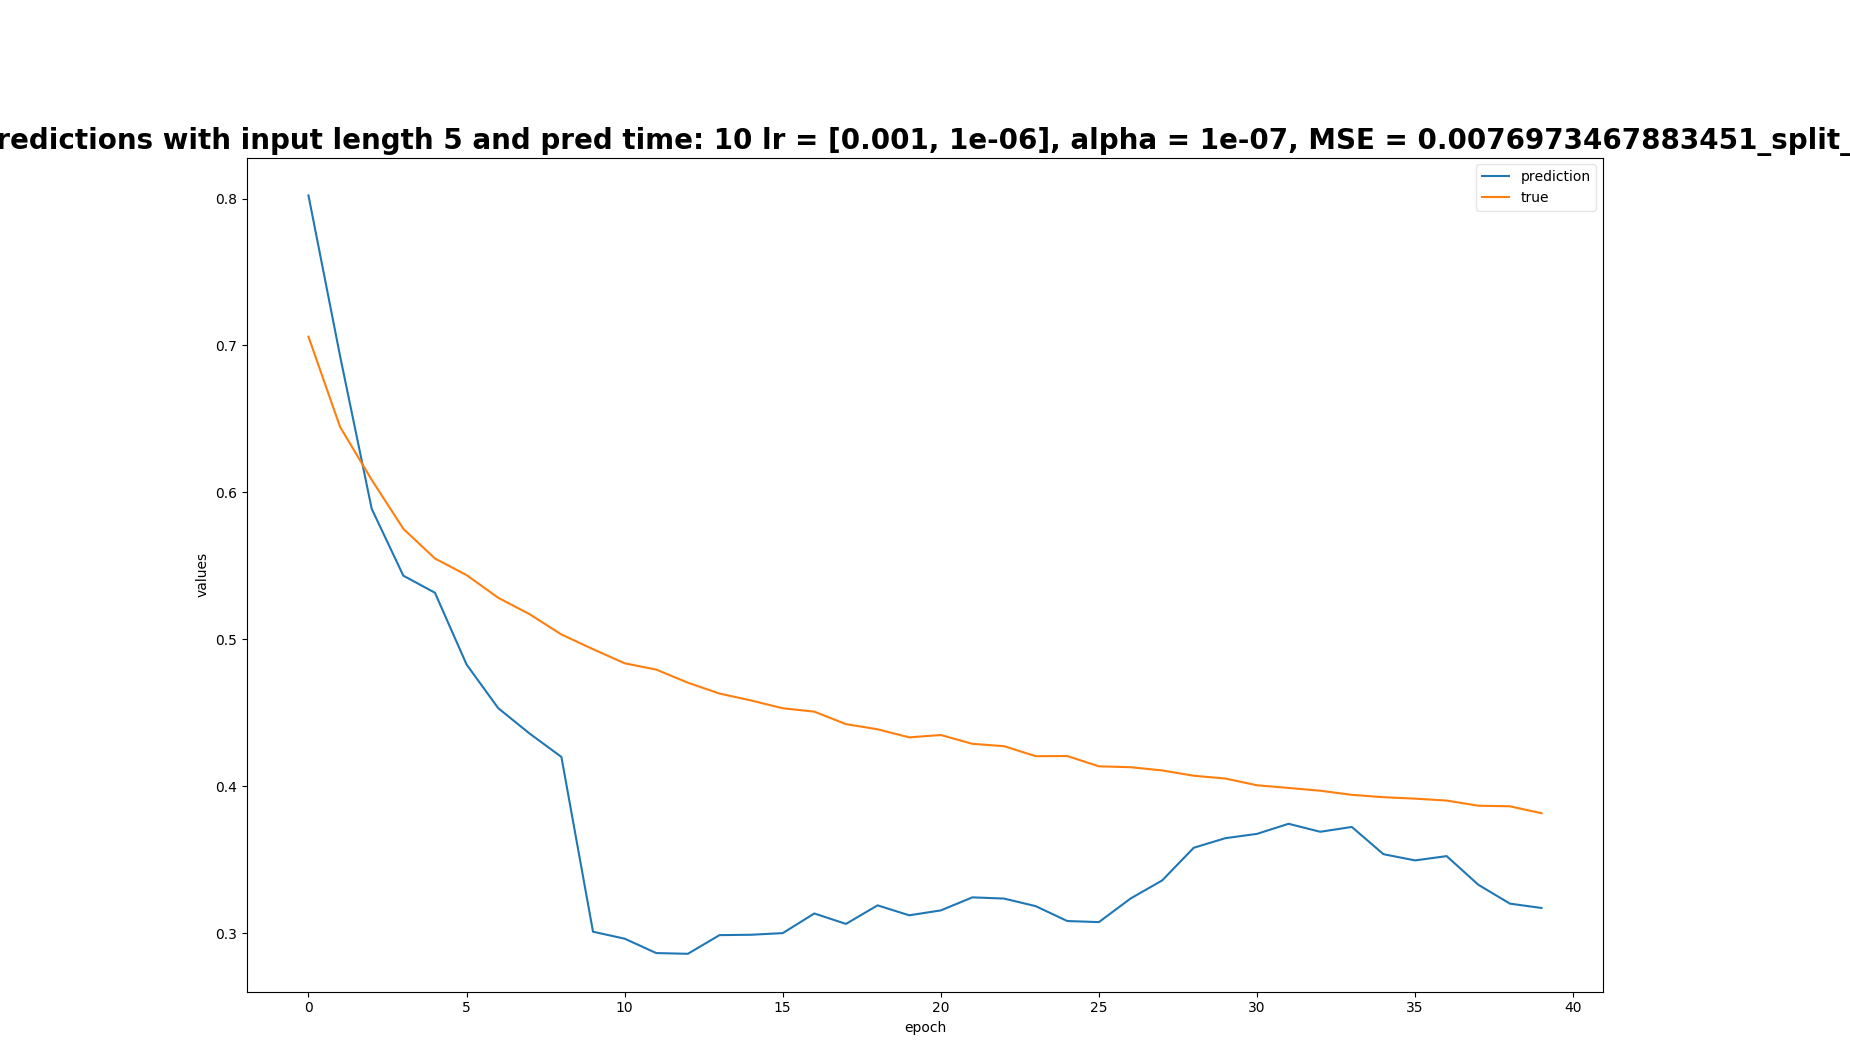 redictions with input length 5 and pred time: 10 lr = [0.001, 1e-06], alpha = 1e-07, MSE = 0.0076973467883451_split_
prediction
true
0.8
0.7
0.6
0.5
0.4
0.3
values
0 5 10 15 20 25 30 35 40
epoch